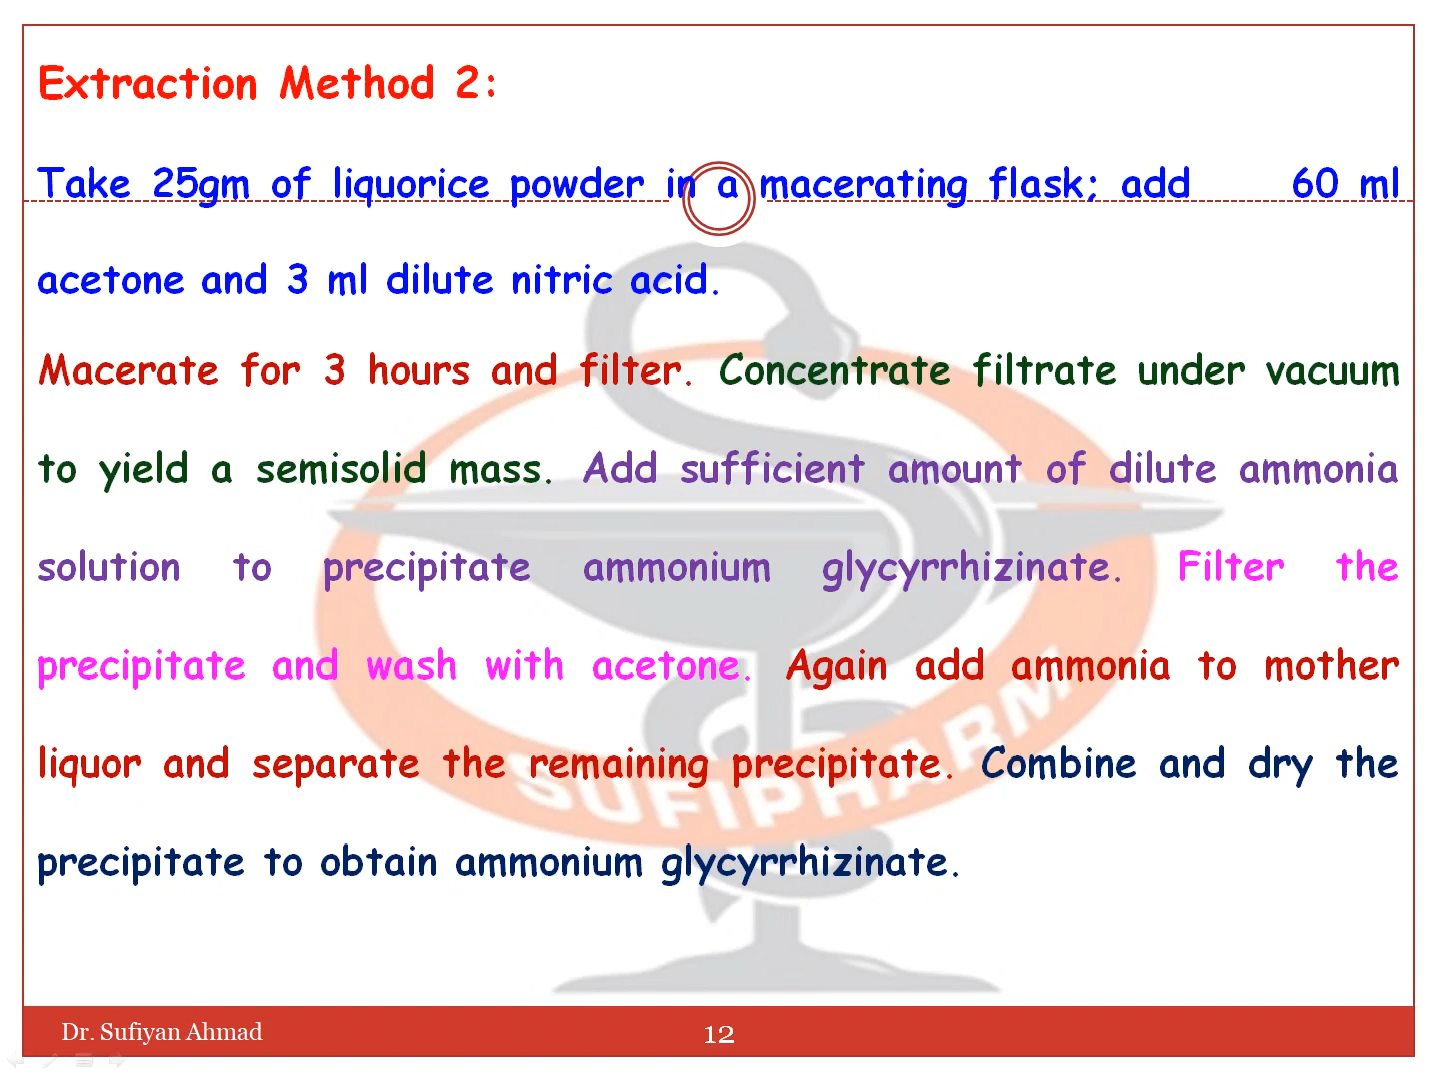 Extraction Method 2:
Take 25gm of liquorice powder in a macerating flask; add 60 ml
acetone and 3 ml dilute nitric acid.
Macerate for 3 hours and filter. Concentrate filtrate under vacuum
to yield a semisolid mass. Add sufficient amount of dilute ammonia
solution to precipitate ammonium glycyrrhizinate. Filter the
precipitate and wash with acetone. Again add ammonia to mother
liquor and separate the remaining precipitate. Combine and dry the
precipitate to obtain ammonium glycyrrhizinate.
SUFIPHARM
Dr. Sufiyan Ahmad
12